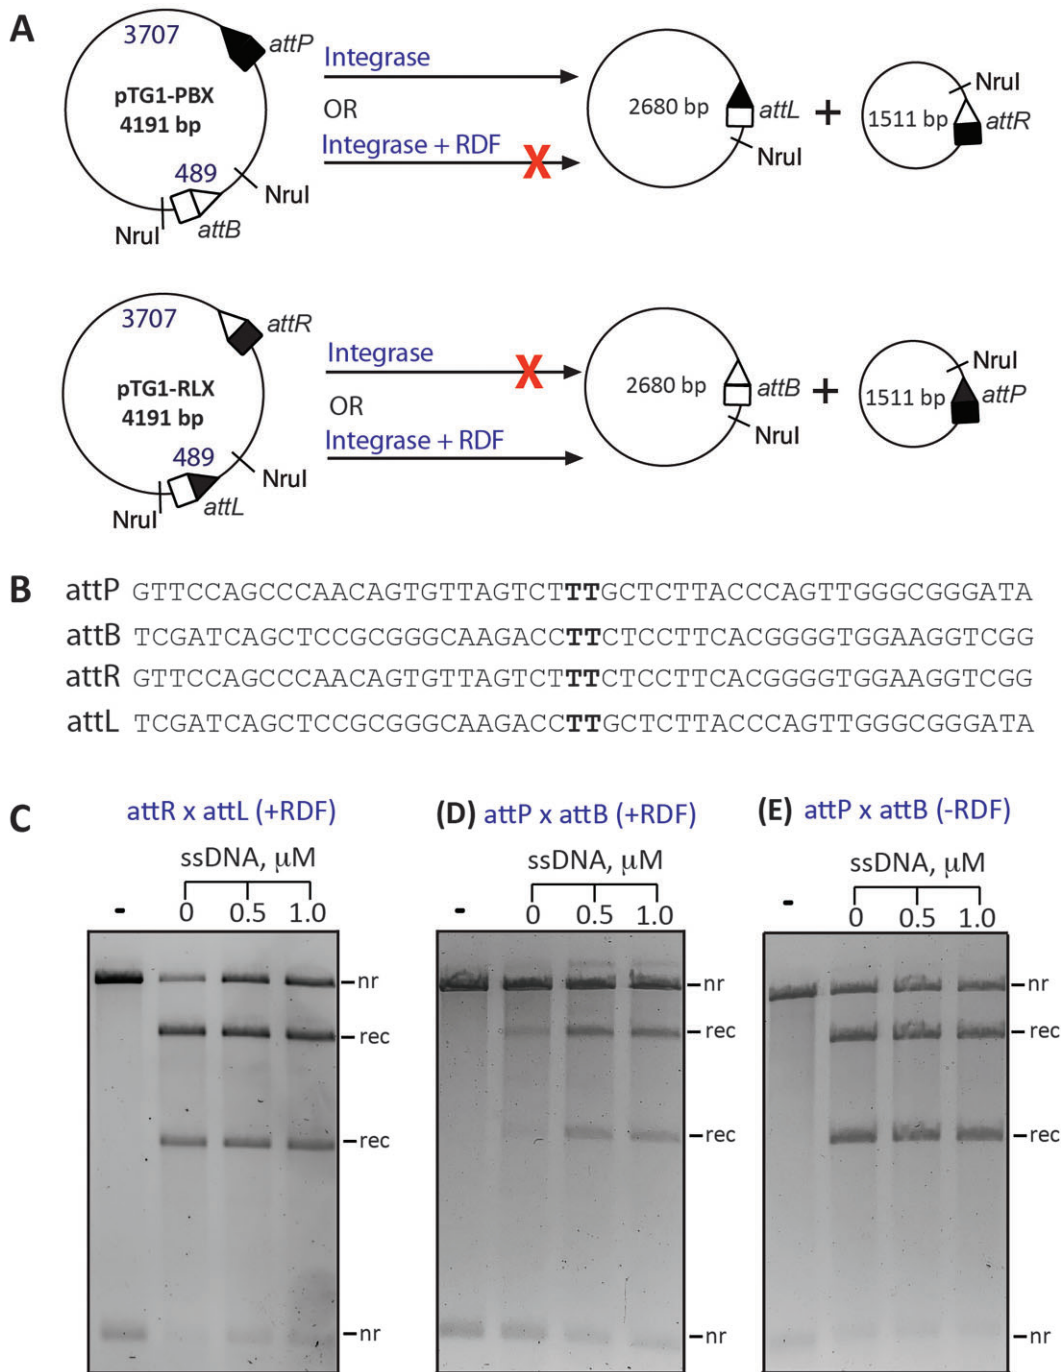 A
3707
attP
pTG1-PBX
4191 bp
489
NruI
NruI
attB
Integrase
OR
Integrase + RDF
X
2680 bp
attL
NruI
+
NruI
1511 bp
attR
3707
attR
pTG1-RLX
4191 bp
489
NruI
NruI
attL
Integrase
X
OR
Integrase + RDF
2680 bp
attB
NruI
+
NruI
1511 bp
attP
B
attP GTTCCAGCCCAACAGTGTTAGTCTTTGCTCTTACCCAGTTGGGCGGGATA
attB TCGATCAGCTCCGCGGGCAAGACCTTCTCCTTCACGGGGTGGAAGGTCGG
attR GTTCCAGCCCAACAGTGTTAGTCTTTCTCCTTCACGGGGTGGAAGGTCGG
attL TCGATCAGCTCCGCGGGCAAGACCTTGCTCTTACCCAGTTGGGCGGGATA
C attR x attL (+RDF)
ssDNA, μM
- 0 0.5 1.0
nr
rec
rec
nr
(D) attP x attB (+RDF)
ssDNA, μM
- 0 0.5 1.0
nr
rec
rec
nr
(E) attP x attB (-RDF)
ssDNA, μM
- 0 0.5 1.0
nr
rec
rec
nr